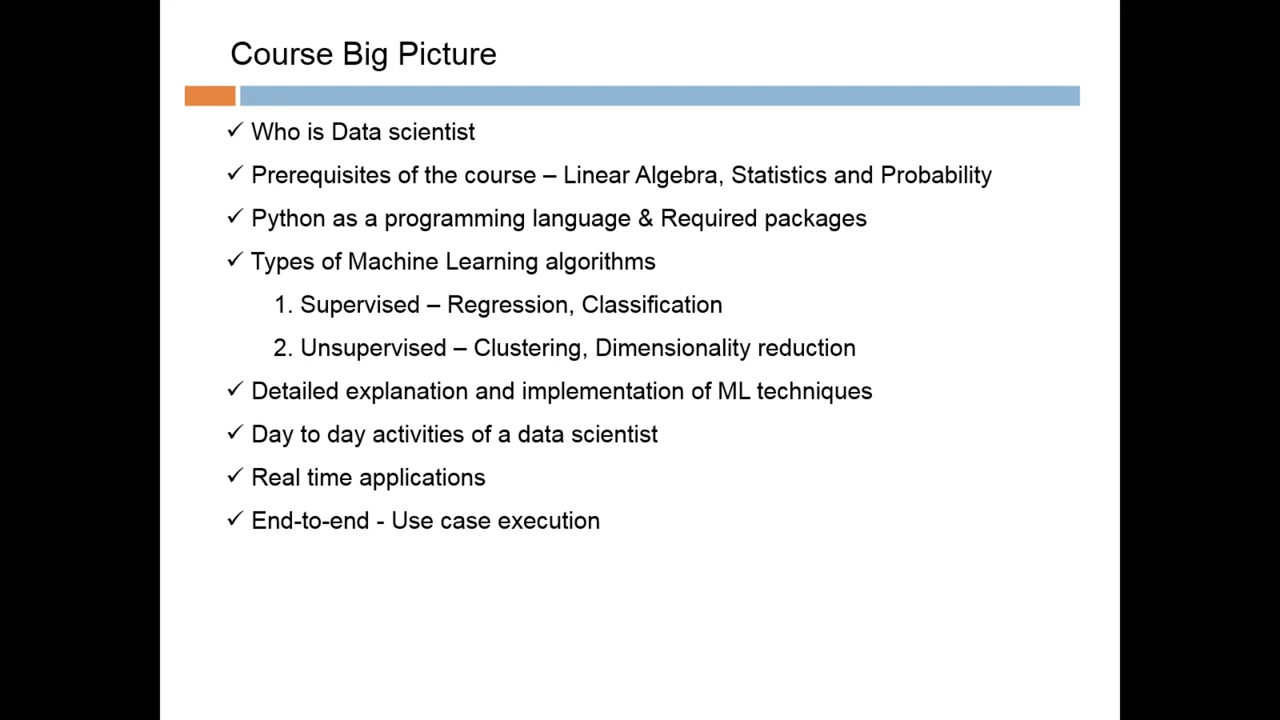 Course Big Picture
✓ Who is Data scientist
✓ Prerequisites of the course – Linear Algebra, Statistics and Probability
✓ Python as a programming language & Required packages
✓ Types of Machine Learning algorithms
1. Supervised – Regression, Classification
2. Unsupervised – Clustering, Dimensionality reduction
✓ Detailed explanation and implementation of ML techniques
✓ Day to day activities of a data scientist
✓ Real time applications
✓ End-to-end - Use case execution